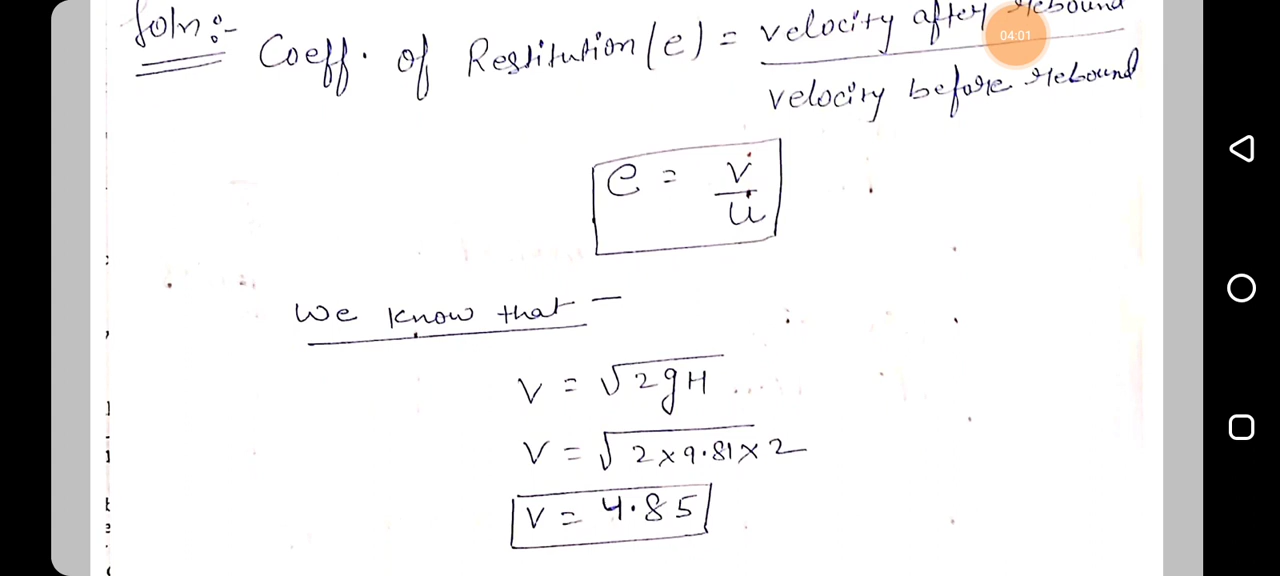 Soln:-
Coeff. of Restitution (e) = velocity after rebound
04:01
velocity before rebound
e = v
u
We know that —
V = √2gH ...
V = √2×9.81×2
V = 4.85